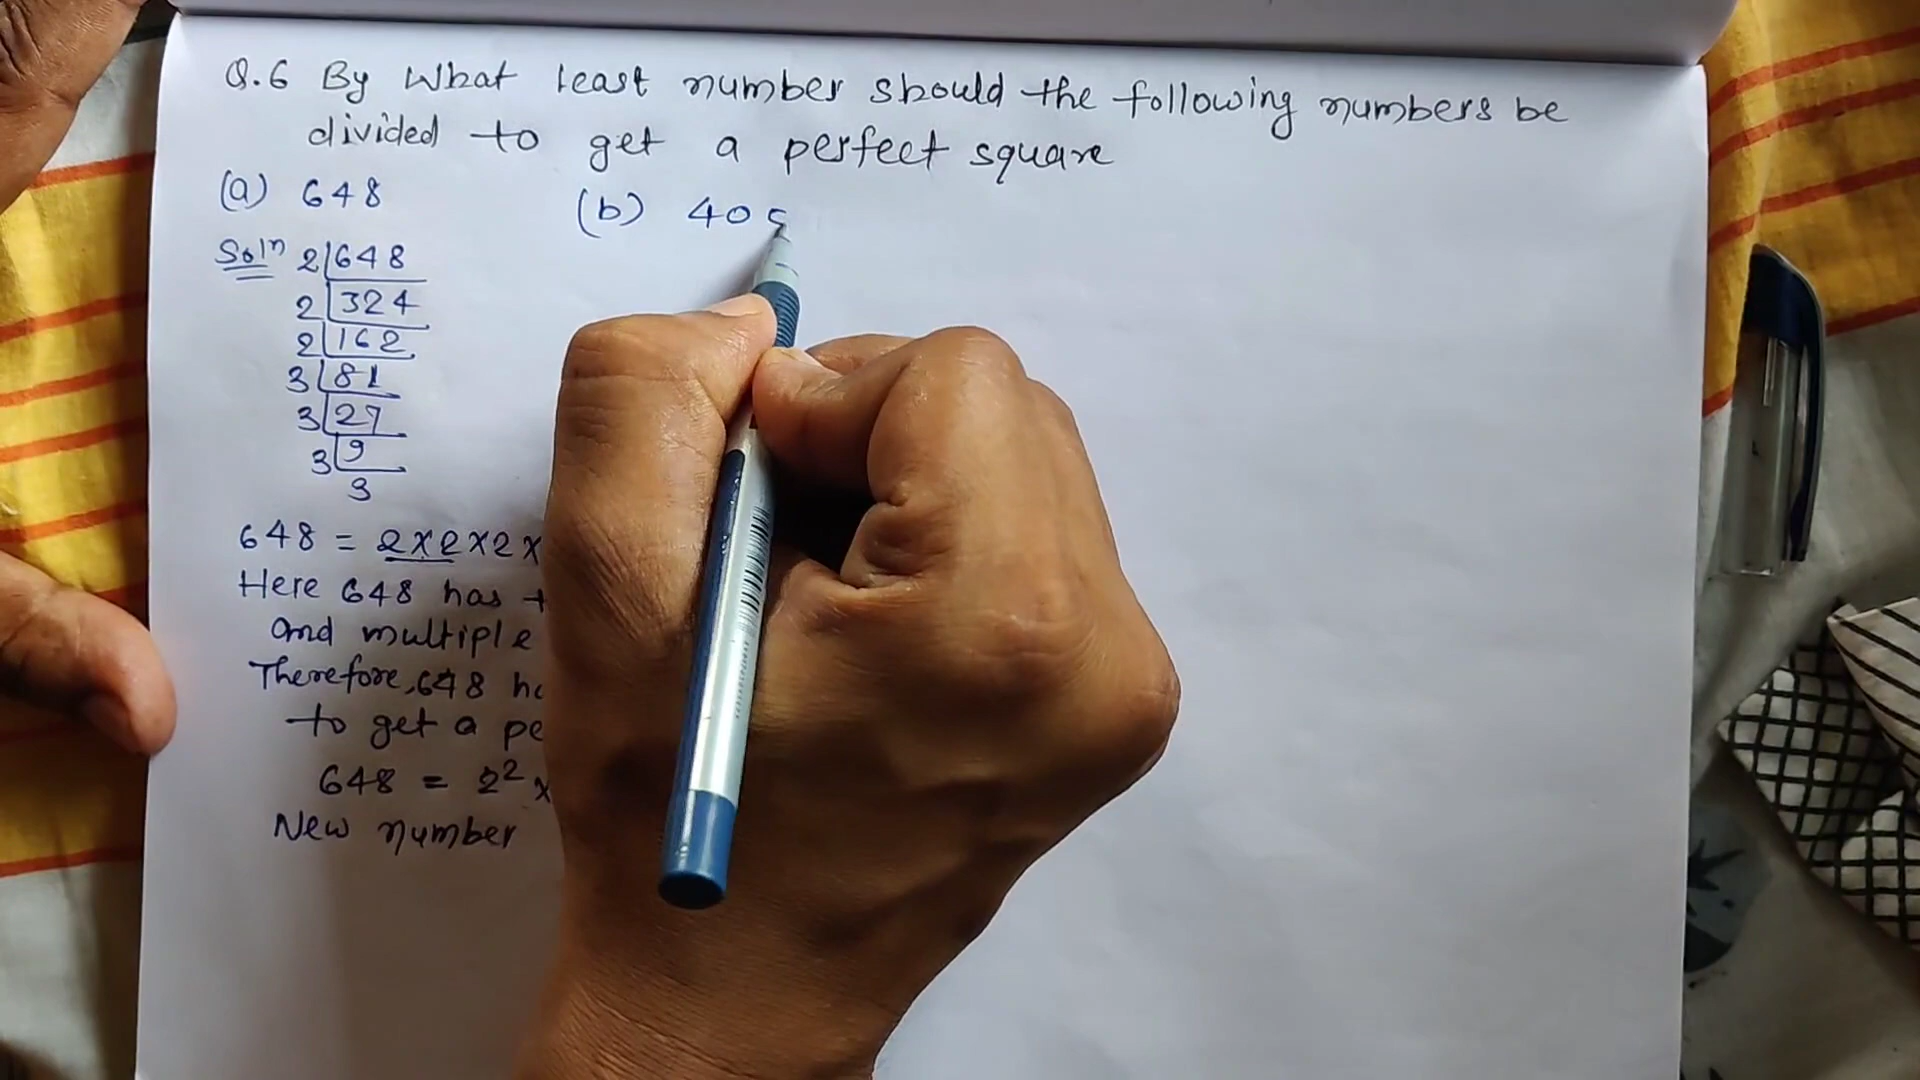 Q.6 By What least number should the following numbers be
divided to get a perfect square
(a) 648
(b) 405
Soln 2 648
2 324
2 162
3 81
3 27
3 9
3
648 = 2×2×2×
Here 648 has
and multiple
Therefore, 648
to get a
648 = 2² ×
New number